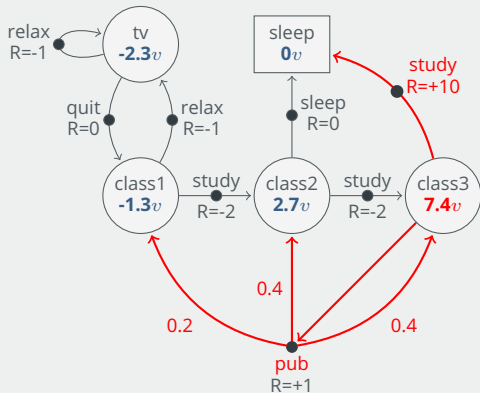 relax
R=-1
tv
-2.3v
sleep
0v
study
R=+10
quit
R=0
relax
R=-1
sleep
R=0
class1
-1.3v
study
R=-2
class2
2.7v
study
R=-2
class3
7.4v
0.2
0.4
0.4
pub
R=+1